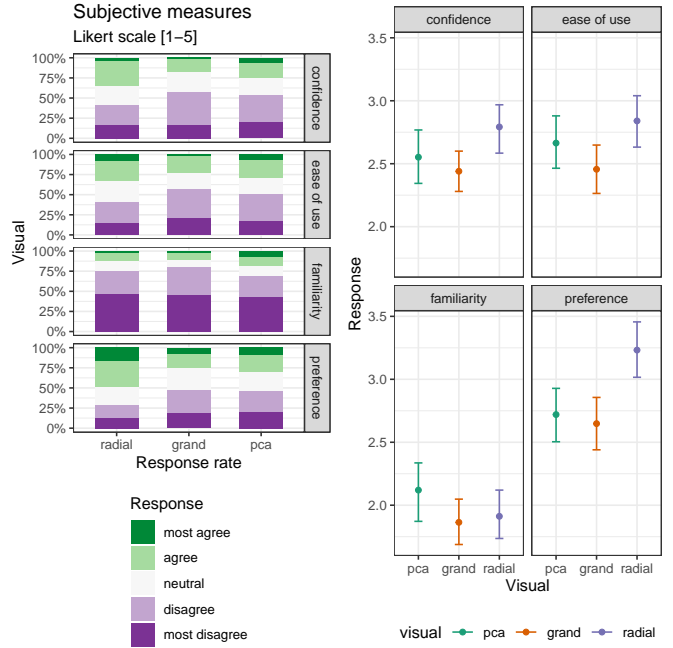 Subjective measures
Likert scale [1−5]
Visual
100%
75%
50%
25%
0%
confidence
100%
75%
50%
25%
0%
ease of use
100%
75%
50%
25%
0%
familiarity
100%
75%
50%
25%
0%
preference
radial grand pca
Response rate
Response
most agree
agree
neutral
disagree
most disagree
confidence ease of use
3.5
3.0
2.5
2.0
Response
familiarity preference
3.5
3.0
2.5
2.0
pca grand radial pca grand radial
Visual
visual pca grand radial